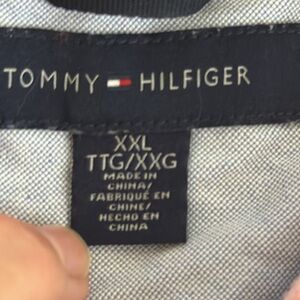 TOMMY HILFIGER
XXL
TTG/XXG
MADE IN
CHINA/
FABRIQUÉ EN
CHINE/
HECHO EN
CHINA